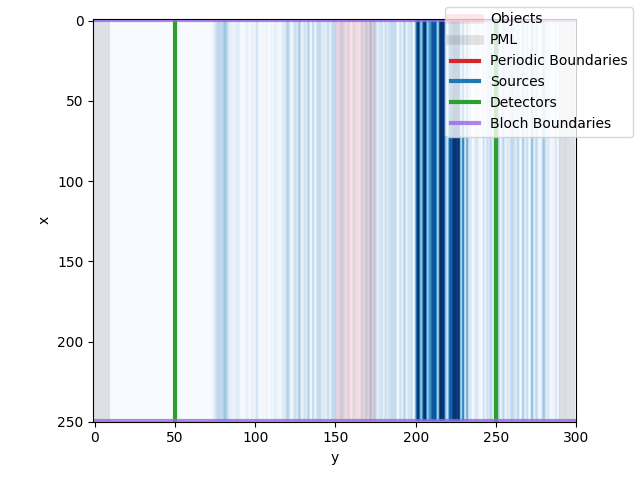 Objects
PML
Periodic Boundaries
Sources
Detectors
Bloch Boundaries
0
50
100
150
200
250
x
0 50 100 150 200 250 300
y